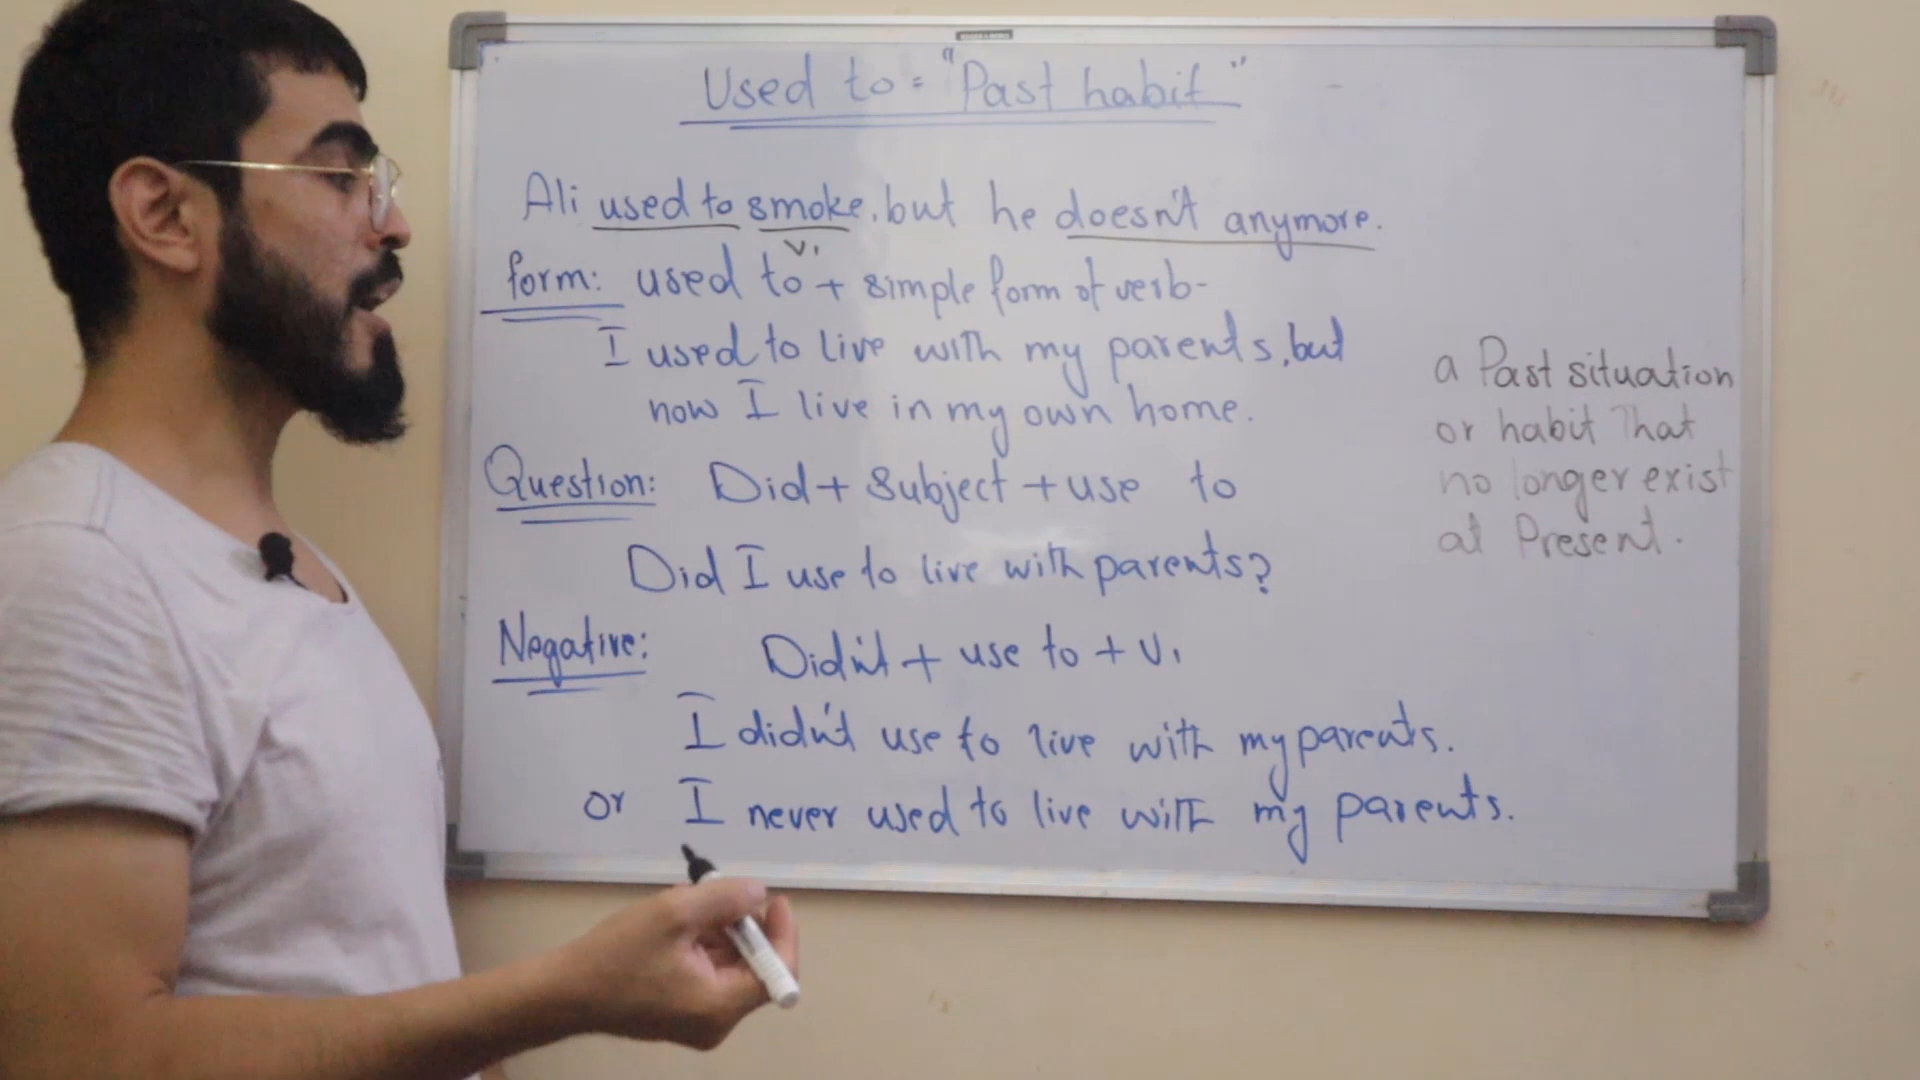 Used to = "Past habit"
Ali used to smoke, but he doesn't anymore.
V1
form: used to + simple form of verb-
I used to live with my parents, but
now I live in my own home.
Question: Did + Subject + use to
Did I use to live with parents?
Negative: Didn't + use to + V1
I didn't use to live with my parents.
or I never used to live with my parents.
a Past situation
or habit That
no longer exist
at Present.